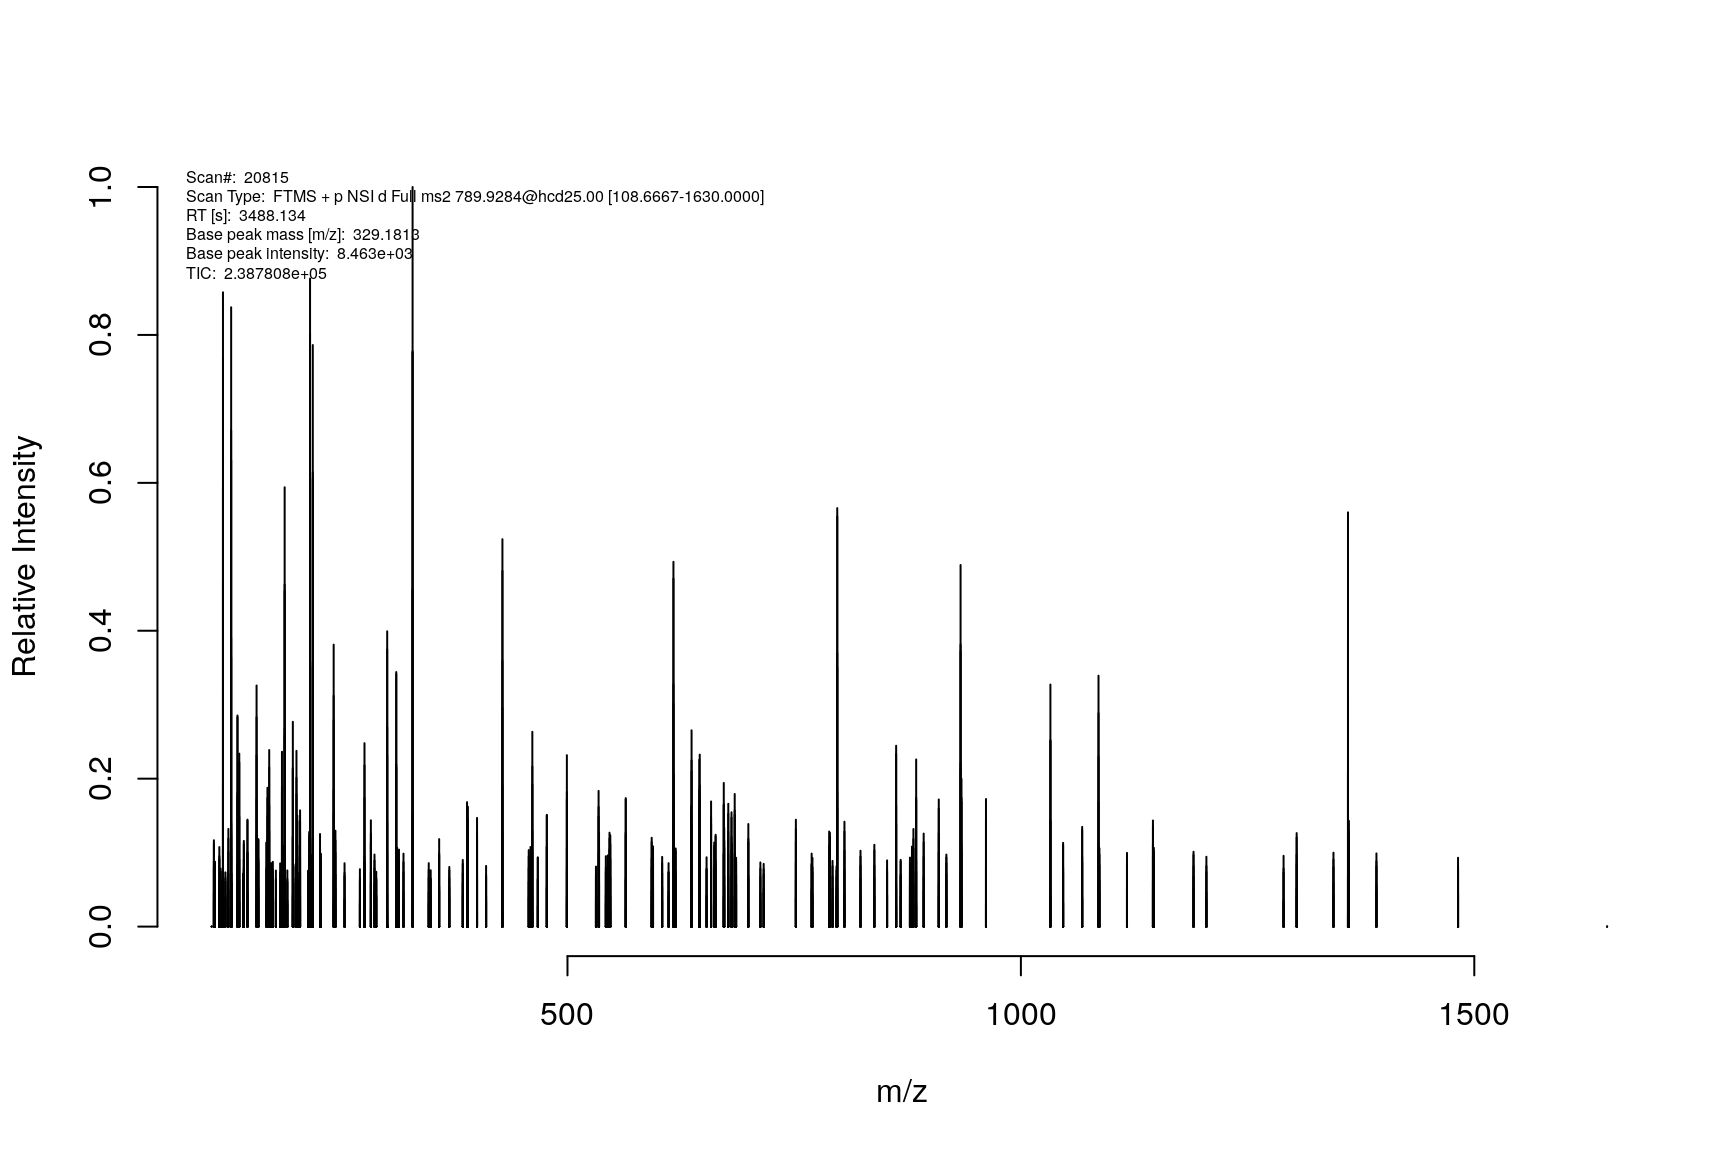 Scan#: 20815
Scan Type: FTMS + p NSI d Full ms2 789.9284@hcd25.00 [108.6667-1630.0000]
RT [s]: 3488.134
Base peak mass [m/z]: 329.1813
Base peak intensity: 8.463e+03
TIC: 2.387808e+05
1.0
0.8
0.6
0.4
0.2
0.0
Relative Intensity
500 1000 1500
m/z